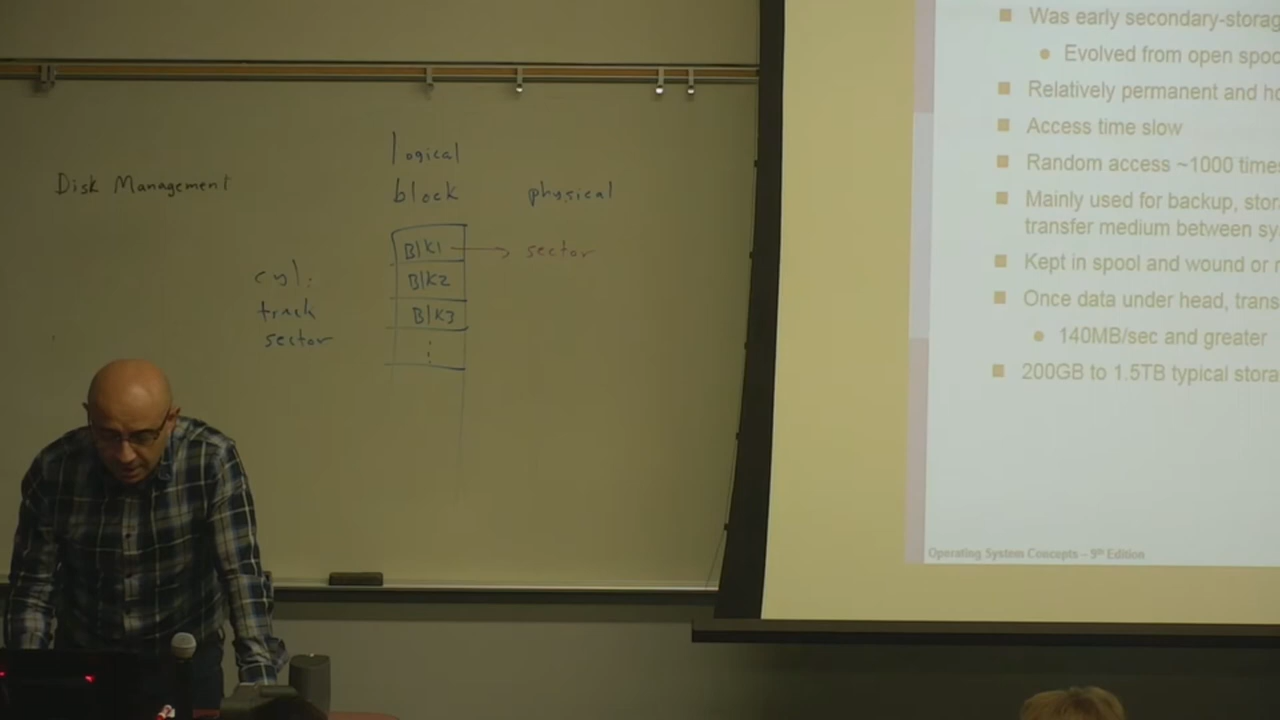 Disk Management
logical
block
physical
Blk1
sector
Blk2
Blk3
cyl.
track
sector
Was early secondary-storag
Evolved from open spoo
Relatively permanent and ho
Access time slow
Random access ~1000 times
Mainly used for backup, stor
transfer medium between sy
Kept in spool and wound or r
Once data under head, trans
140MB/sec and greater
200GB to 1.5TB typical stora
Operating System Concepts – 9th Edition